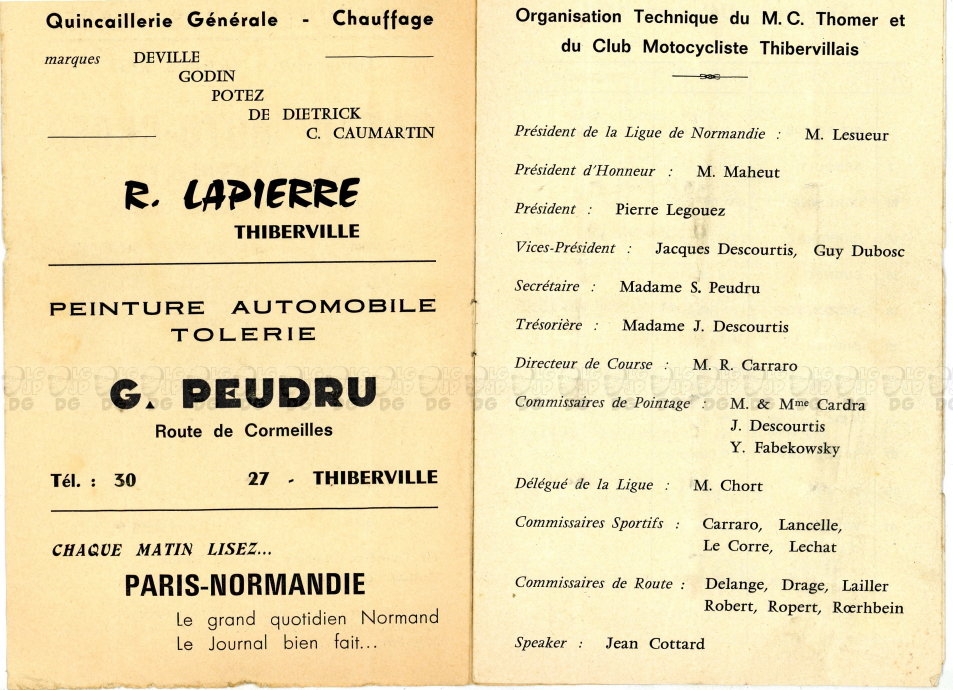 Quincaillerie Générale - Chauffage
marques DEVILLE
GODIN
POTEZ
DE DIETRICK
C. CAUMARTIN
R. LAPIERRE
THIBERVILLE
PEINTURE AUTOMOBILE
TOLERIE
G. PEUDRU
Route de Cormeilles
Tél. : 30 27 - THIBERVILLE
CHAQUE MATIN LISEZ...
PARIS-NORMANDIE
Le grand quotidien Normand
Le Journal bien fait...
Organisation Technique du M. C. Thomer et
du Club Motocycliste Thibervillais
Président de la Ligue de Normandie : M. Lesueur
Président d'Honneur : M. Maheut
Président : Pierre Legouez
Vices-Président : Jacques Descourtis, Guy Dubosc
Secrétaire : Madame S. Peudru
Trésorière : Madame J. Descourtis
Directeur de Course : M. R. Carraro
Commissaires de Pointage : M. & Mme Cardra
J. Descourtis
Y. Fabekowsky
Délégué de la Ligue : M. Chort
Commissaires Sportifs : Carraro, Lancelle,
Le Corre, Lechat
Commissaires de Route : Delange, Drage, Lailler
Robert, Ropert, Rœrhbein
Speaker : Jean Cottard